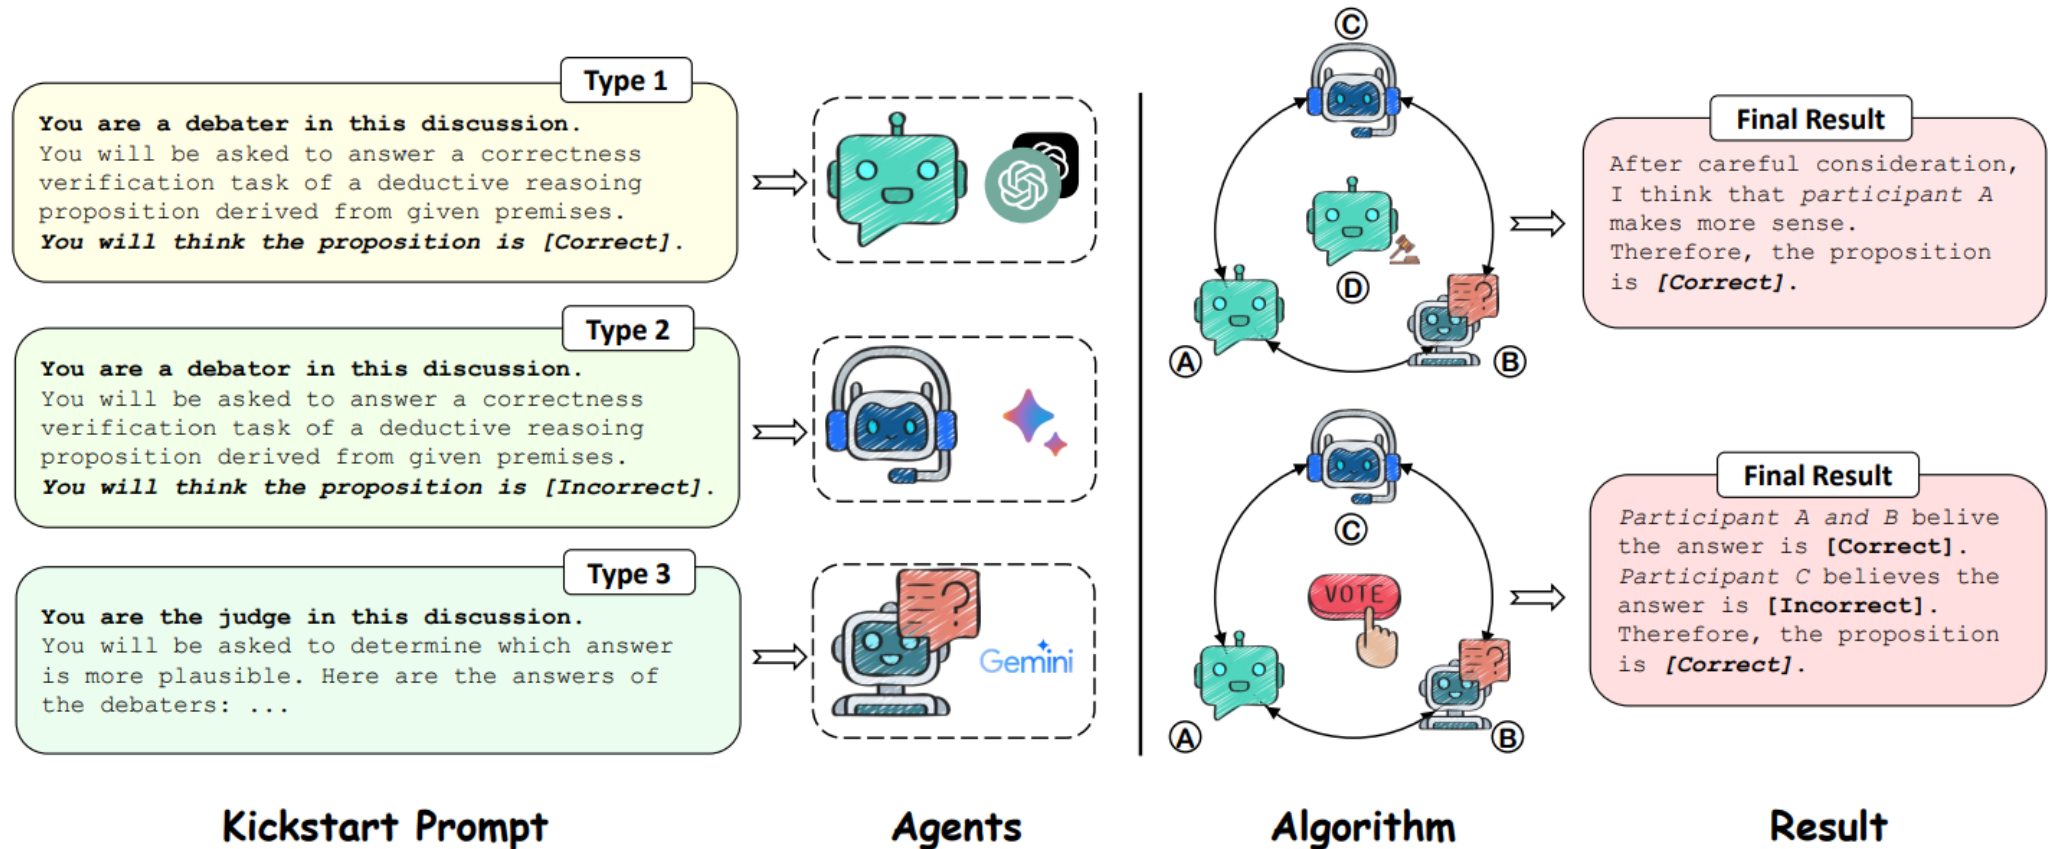 Type 1
You are a debater in this discussion.
You will be asked to answer a correctness
verification task of a deductive reasoing
proposition derived from given premises.
You will think the proposition is [Correct].
Type 2
You are a debator in this discussion.
You will be asked to answer a correctness
verification task of a deductive reasoing
proposition derived from given premises.
You will think the proposition is [Incorrect].
Type 3
You are the judge in this discussion.
You will be asked to determine which answer
is more plausible. Here are the answers of
the debaters: ...
Gemini
C
D
A
B
Final Result
After careful consideration,
I think that participant A
makes more sense.
Therefore, the proposition
is [Correct].
C
VOTE
A
B
Final Result
Participant A and B belive
the answer is [Correct].
Participant C believes the
answer is [Incorrect].
Therefore, the proposition
is [Correct].
Kickstart Prompt
Agents
Algorithm
Result